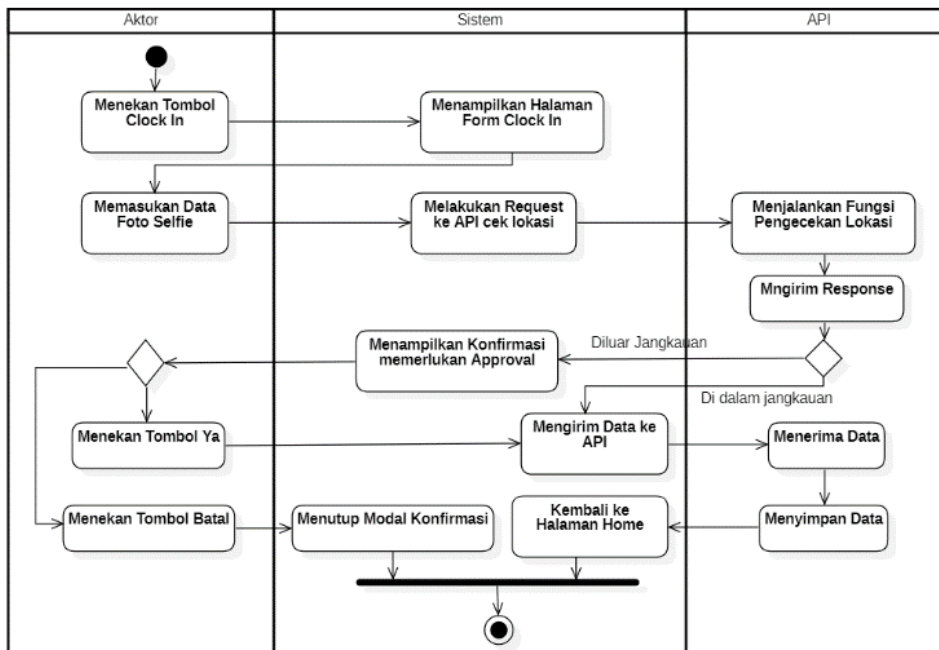 Aktor
Sistem
API
Menekan Tombol
Clock In
Menampilkan Halaman
Form Clock In
Memasukan Data
Foto Selfie
Melakukan Request
ke API cek lokasi
Menjalankan Fungsi
Pengecekan Lokasi
Mngirim Response
Menampilkan Konfirmasi
memerlukan Approval
Diluar Jangkauan
Di dalam jangkauan
Menekan Tombol Ya
Mengirim Data ke
API
Menerima Data
Menekan Tombol Batal
Menutup Modal Konfirmasi
Kembali ke
Halaman Home
Menyimpan Data